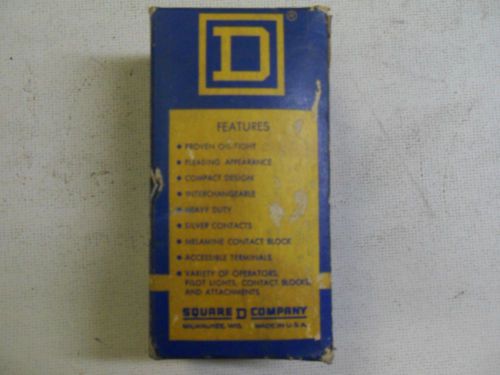 D
®
FEATURES
• PROVEN OIL-TIGHT
• PLEASING APPEARANCE
• COMPACT DESIGN
• INTERCHANGEABLE
• HEAVY DUTY
• SILVER CONTACTS
• MELAMINE CONTACT BLOCK
• ACCESSIBLE TERMINALS
• VARIETY OF OPERATORS,
PILOT LIGHTS, CONTACT BLOCKS,
AND ATTACHMENTS
SQUARE D COMPANY
MILWAUKEE, WIS. MADE IN U.S.A.